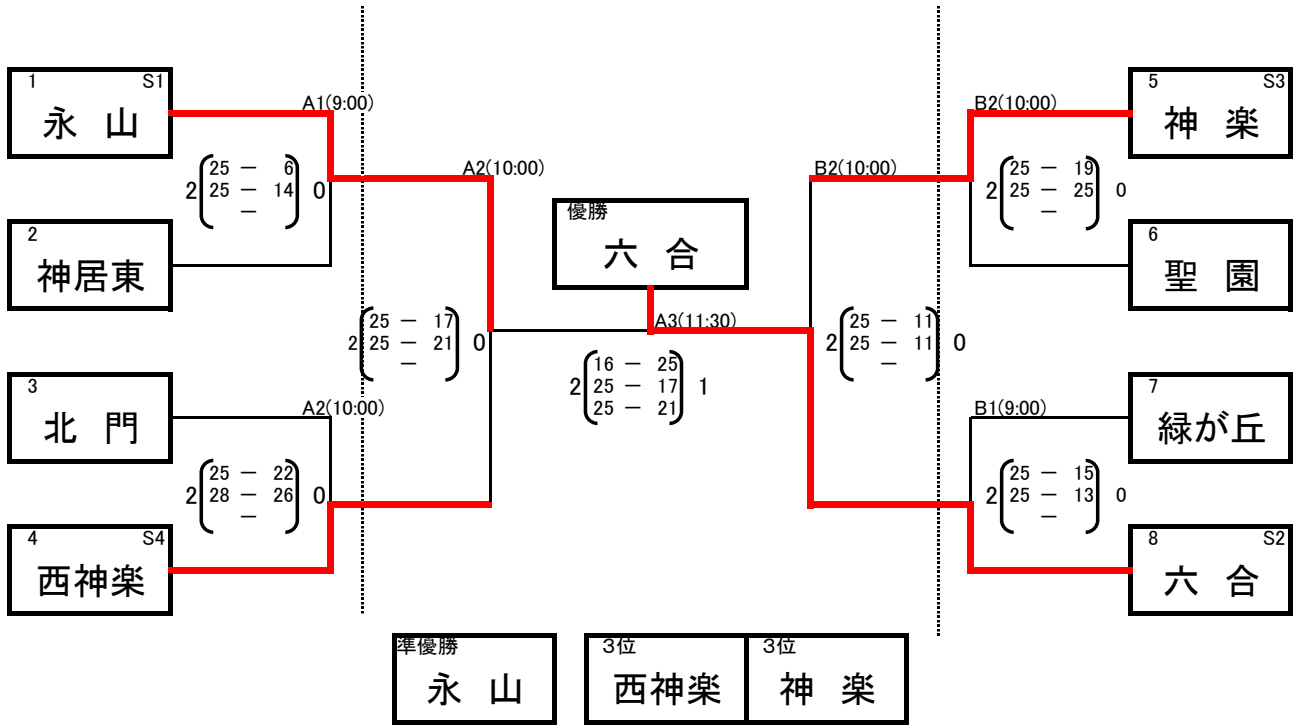 1 S1
永 山
A1(9:00)
2 25 － 6 0
25 － 14
－
2
神居東
A2(10:00)
2 25 － 17 0
25 － 21
－
3
北 門
A2(10:00)
2 25 － 22 0
28 － 26
－
4 S4
西神楽
優勝
六 合
A3(11:30)
2 16 － 25 1
25 － 17
25 － 21
B2(10:00)
2 25 － 11 0
25 － 11
－
5 S3
神 楽
B2(10:00)
2 25 － 19 0
25 － 25
－
6
聖 園
7
緑が丘
B1(9:00)
2 25 － 15 0
25 － 13
－
8 S2
六 合
準優勝
永 山
3位
西神楽
3位
神 楽